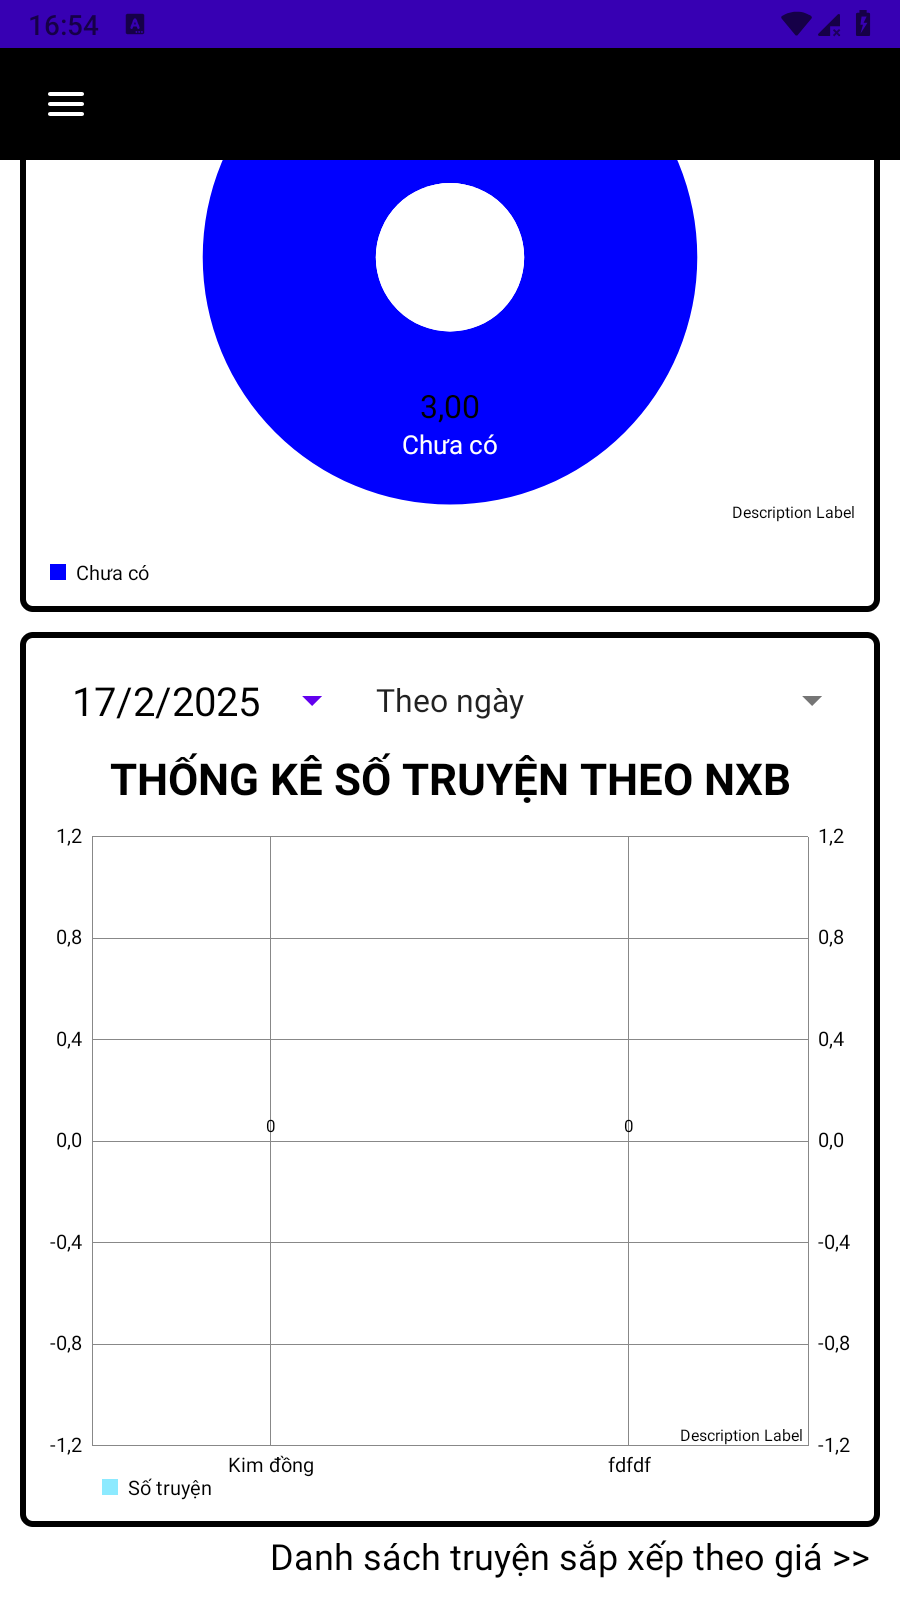 16:54
3,00
Chưa có
Description Label
Chưa có
17/2/2025 Theo ngày
THỐNG KÊ SỐ TRUYỆN THEO NXB
1,2 1,2
0,8 0,8
0,4 0,4
0 0
0,0 0,0
-0,4 -0,4
-0,8 -0,8
Description Label
-1,2 -1,2
Kim đồng fdfdf
Số truyện
Danh sách truyện sắp xếp theo giá >>